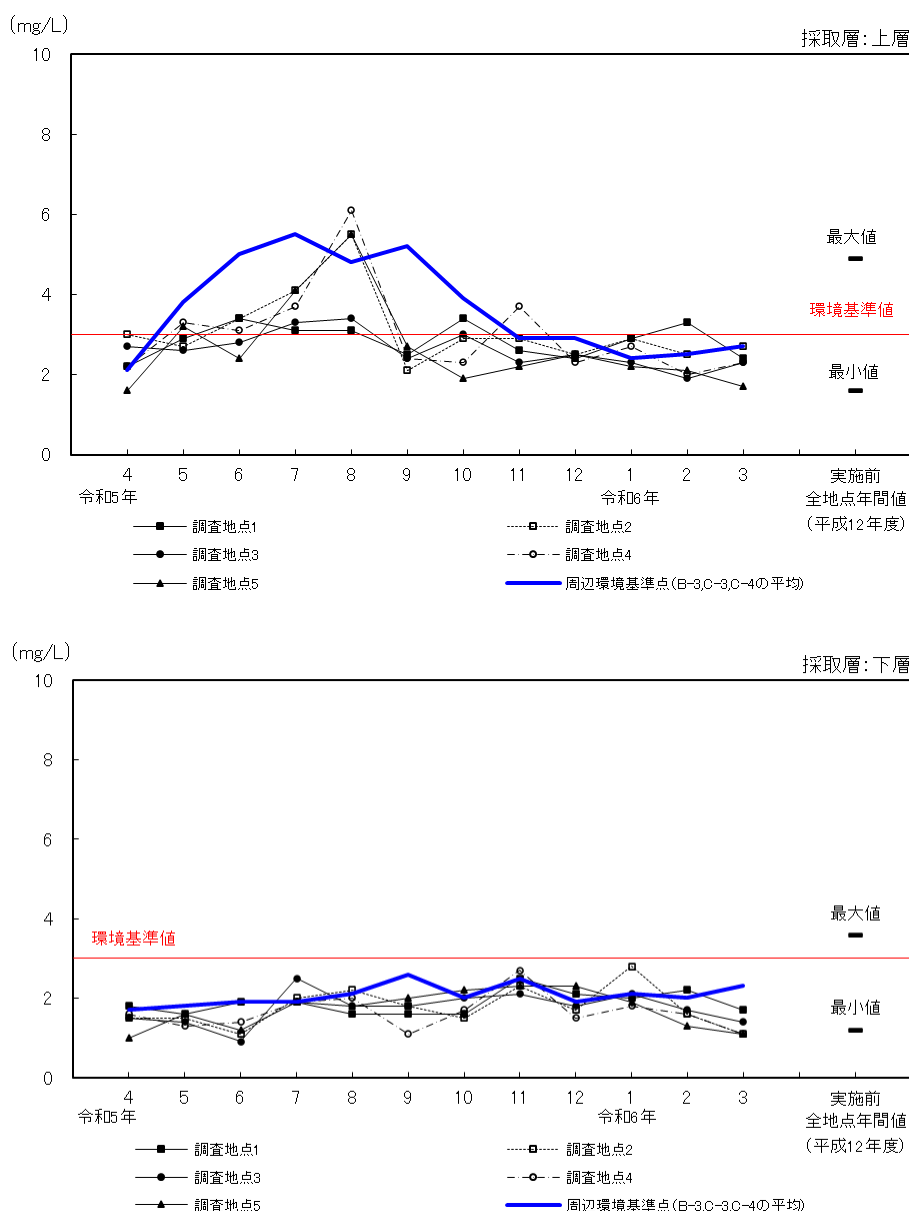 (mg/L)
採取層:上層
10
8
6
4
2
0
最大値
環境基準値
最小値
4 5 6 7 8 9 10 11 12 1 2 3 実施前
令和5年 令和6年 全地点年間値
(平成12年度)
調査地点1 調査地点2
調査地点3 調査地点4
調査地点5 周辺環境基準点(B-3,C-3,C-4の平均)
(mg/L)
採取層:下層
10
8
6
4
2
0
最大値
環境基準値
最小値
4 5 6 7 8 9 10 11 12 1 2 3 実施前
令和5年 令和6年 全地点年間値
(平成12年度)
調査地点1 調査地点2
調査地点3 調査地点4
調査地点5 周辺環境基準点(B-3,C-3,C-4の平均)